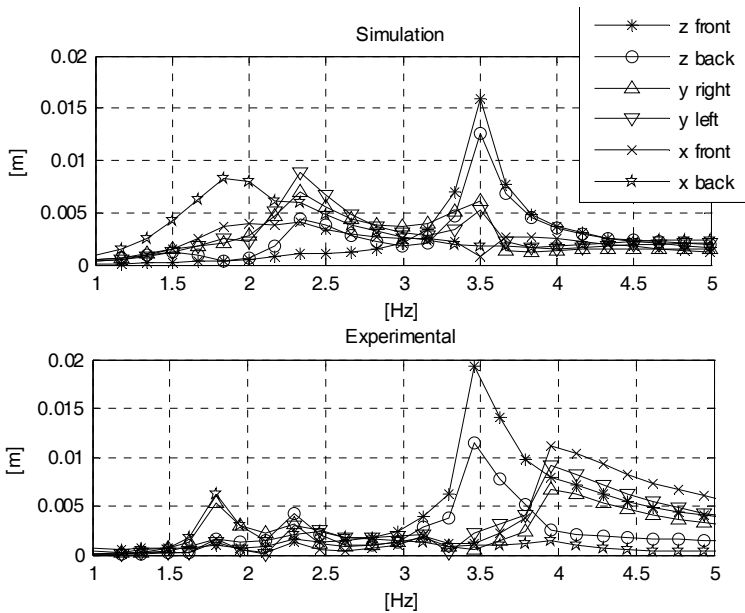 Simulation
z front
z back
y right
y left
x front
x back
0.02
0.015
0.01
0.005
0
[m]
1 1.5 2 2.5 3 3.5 4 4.5 5
[Hz]
Experimental
0.02
0.015
0.01
0.005
0
[m]
1 1.5 2 2.5 3 3.5 4 4.5 5
[Hz]